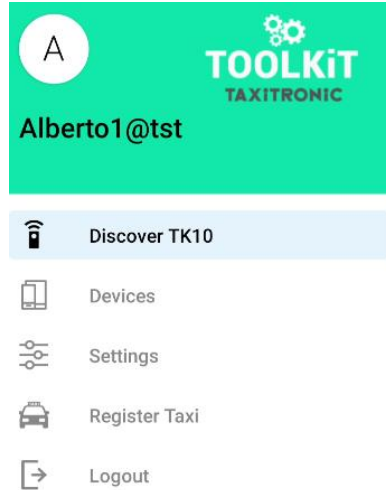 A
TOOLKiT
TAXITRONIC
Alberto1@tst
Discover TK10
Devices
Settings
Register Taxi
Logout